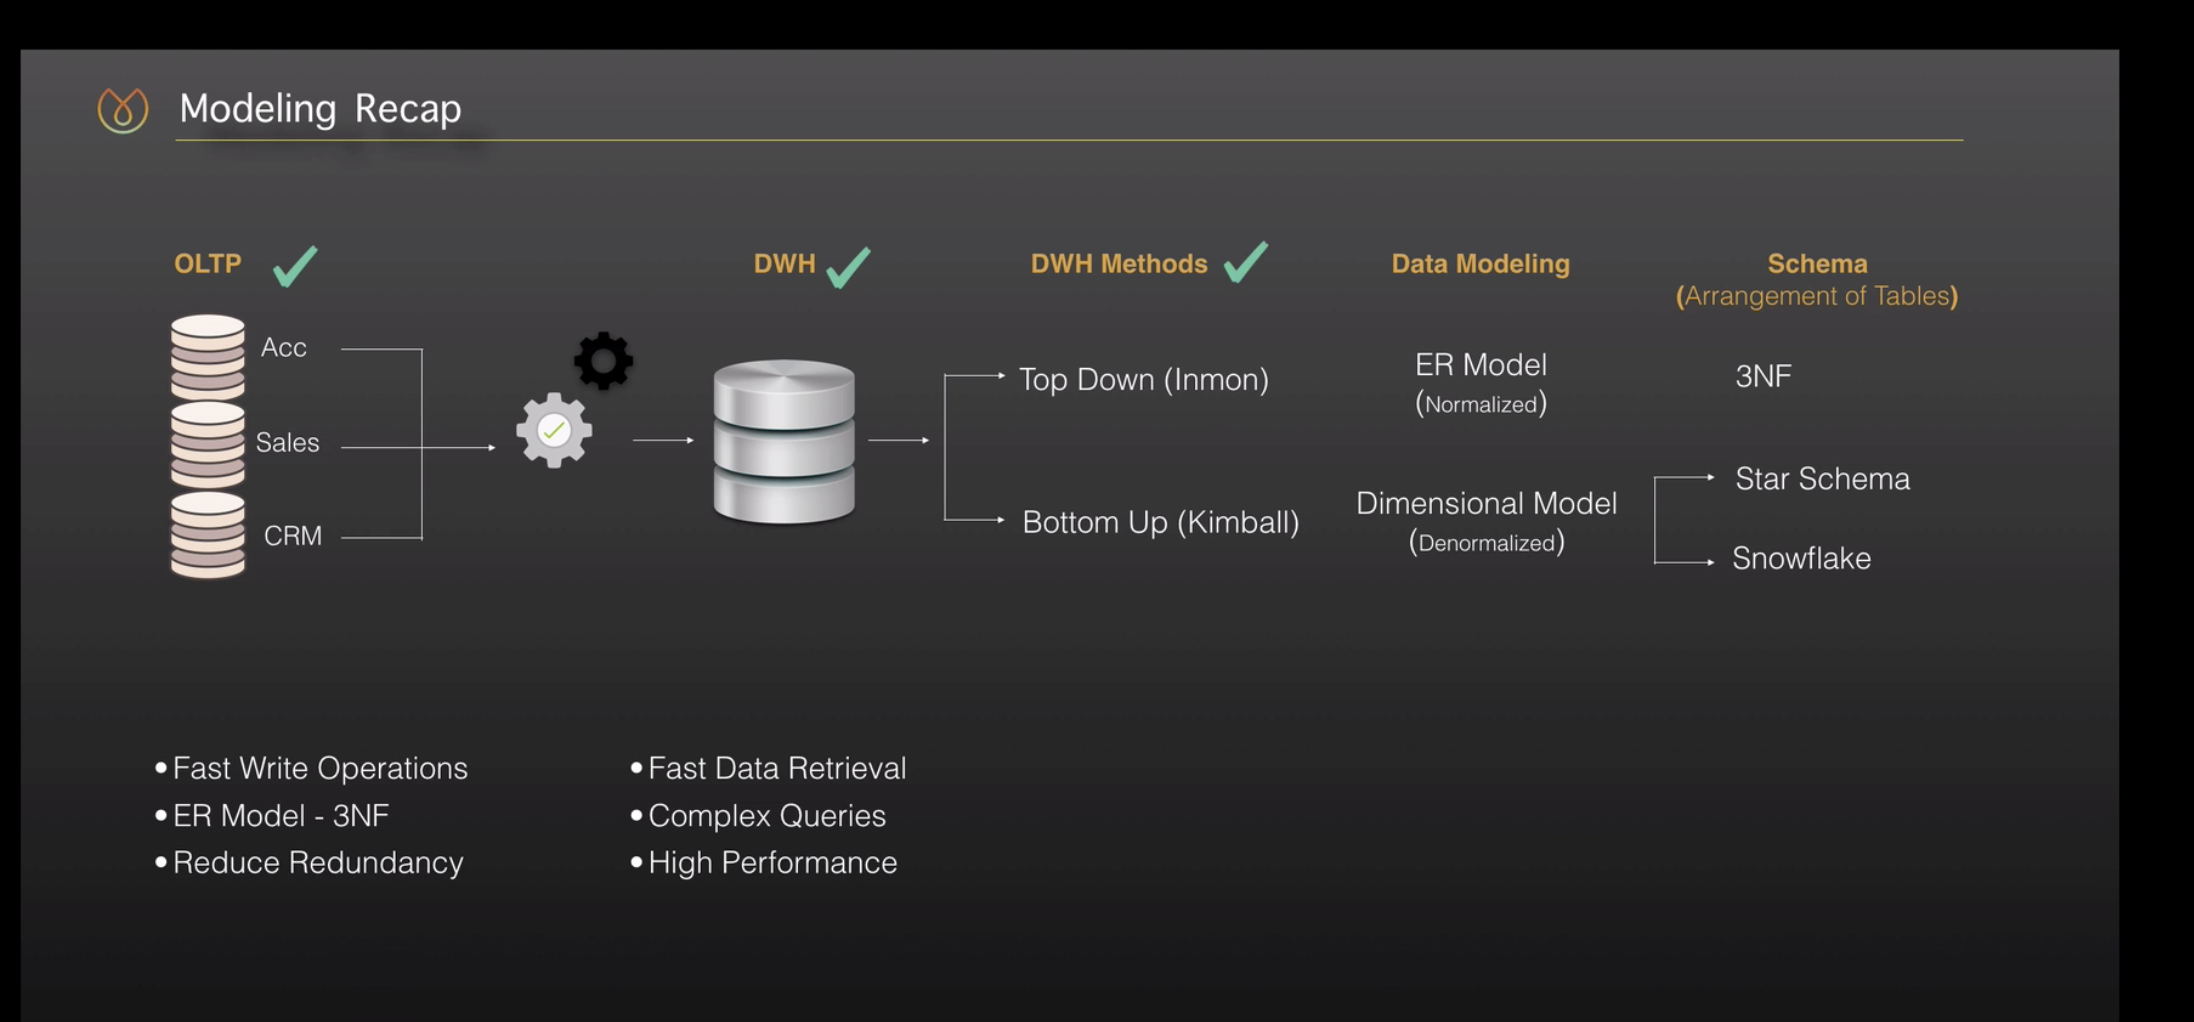 Modeling Recap
OLTP
DWH
DWH Methods
Data Modeling
Schema
(Arrangement of Tables)
Acc
Sales
CRM
Top Down (Inmon)
Bottom Up (Kimball)
ER Model
(Normalized)
Dimensional Model
(Denormalized)
3NF
Star Schema
Snowflake
•Fast Write Operations
•ER Model - 3NF
•Reduce Redundancy
•Fast Data Retrieval
•Complex Queries
•High Performance